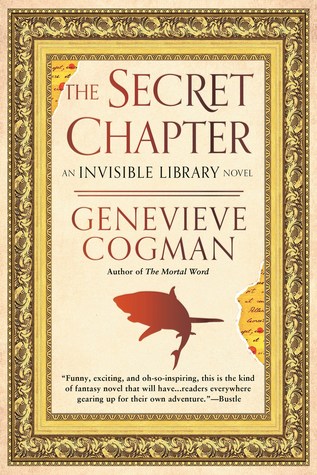 THE SECRET
CHAPTER
AN INVISIBLE LIBRARY NOVEL
GENEVIEVE
COGMAN
Author of The Mortal Word
“Funny, exciting, and oh-so-inspiring, this is the kind
of fantasy novel that will have...readers everywhere
gearing up for their own adventure.”—Bustle